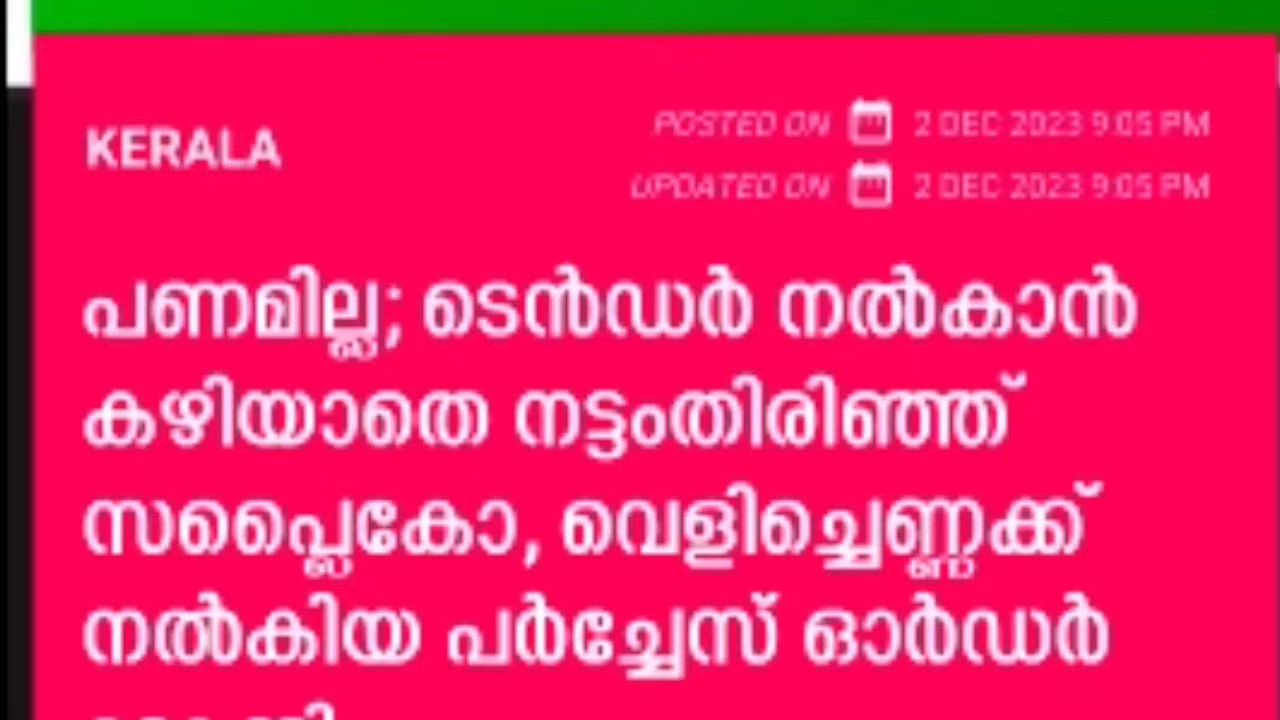 KERALA
POSTED ON 2 DEC 2023 9:05 PM
UPDATED ON 2 DEC 2023 9:05 PM
പണമില്ല; ടെൻഡർ നൽകാൻ
കഴിയാതെ നട്ടംതിരിഞ്ഞ്
സപ്ലൈകോ, വെളിച്ചെണ്ണക്ക്
നൽകിയ പർച്ചേസ് ഓർഡർ